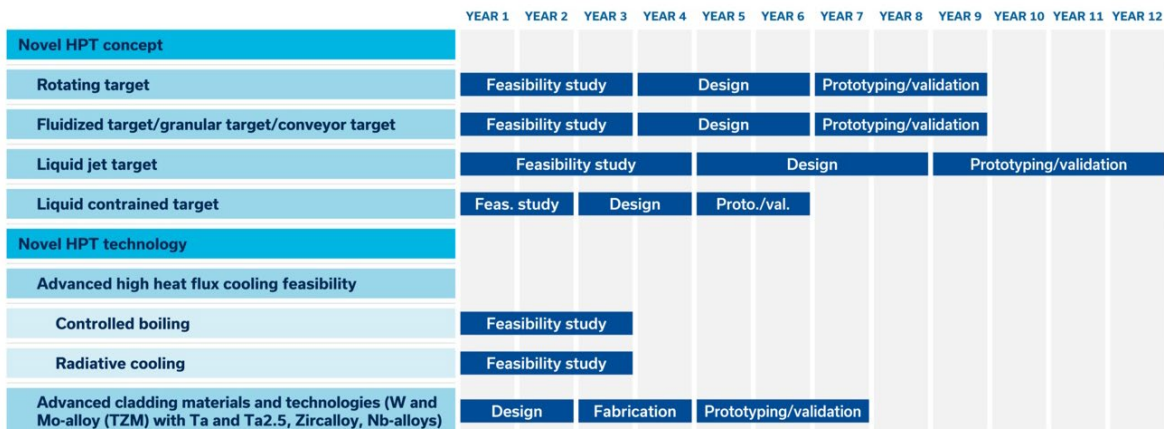 YEAR 1 YEAR 2 YEAR 3 YEAR 4 YEAR 5 YEAR 6 YEAR 7 YEAR 8 YEAR 9 YEAR 10 YEAR 11 YEAR 12
Novel HPT concept
Rotating target Feasibility study Design Prototyping/validation
Fluidized target/granular target/conveyor target Feasibility study Design Prototyping/validation
Liquid jet target Feasibility study Design Prototyping/validation
Liquid contrained target Feas. study Design Proto./val.
Novel HPT technology
Advanced high heat flux cooling feasibility
Controlled boiling Feasibility study
Radiative cooling Feasibility study
Advanced cladding materials and technologies (W and
Mo-alloy (TZM) with Ta and Ta2.5, Zircalloy, Nb-alloys) Design Fabrication Prototyping/validation